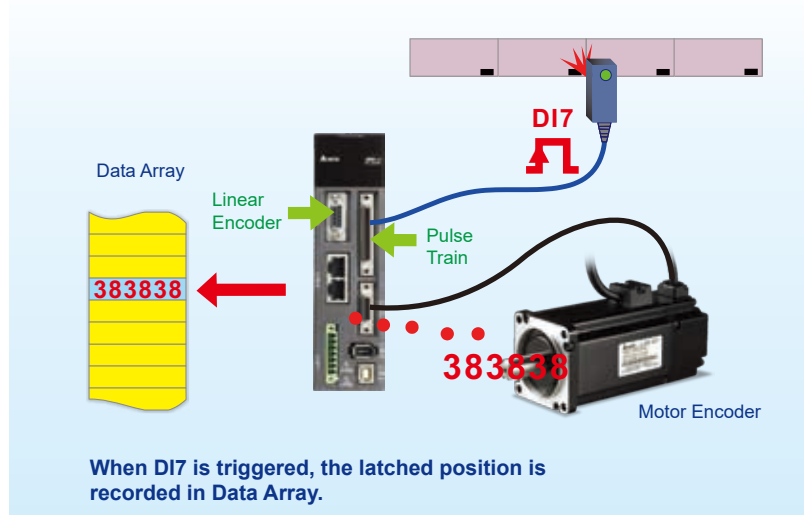 DI7
Data Array
Linear
Encoder
Pulse
Train
383838
383838
Motor Encoder
When DI7 is triggered, the latched position is
recorded in Data Array.